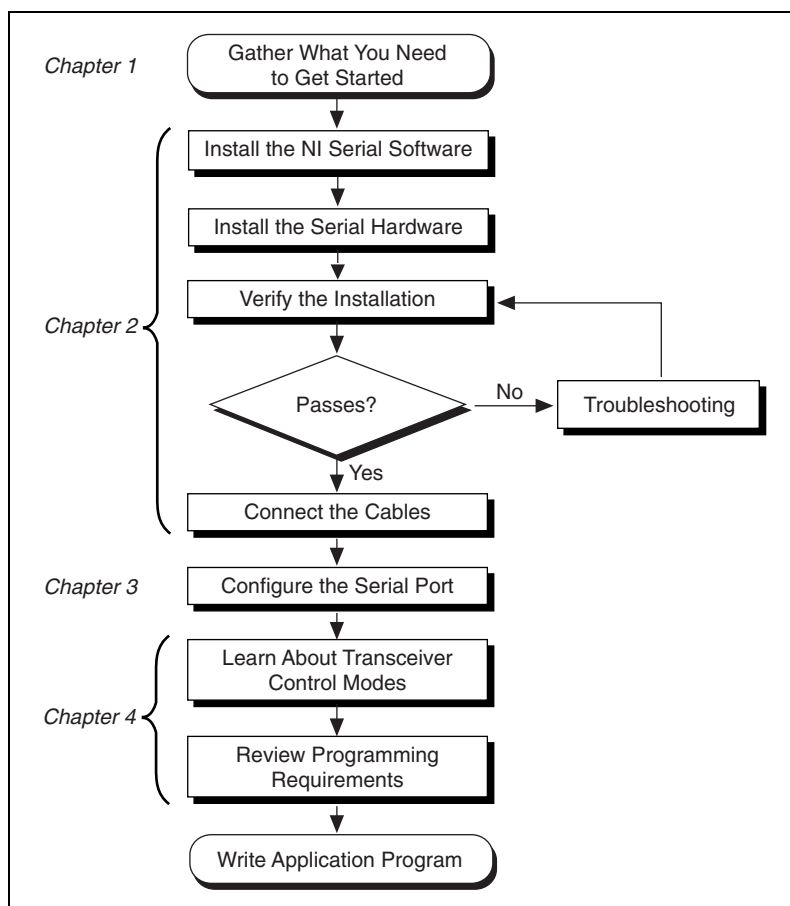 Chapter 1
Gather What You Need
to Get Started
Install the NI Serial Software
Install the Serial Hardware
Verify the Installation
Chapter 2
Passes?
No
Troubleshooting
Yes
Connect the Cables
Chapter 3
Configure the Serial Port
Learn About Transceiver
Control Modes
Chapter 4
Review Programming
Requirements
Write Application Program